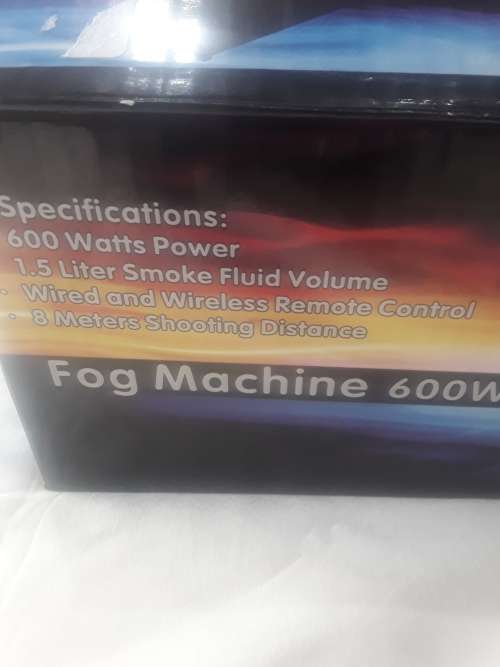 Specifications:
600 Watts Power
1.5 Liter Smoke Fluid Volume
· Wired and Wireless Remote Control
· 8 Meters Shooting Distance
Fog Machine 600W